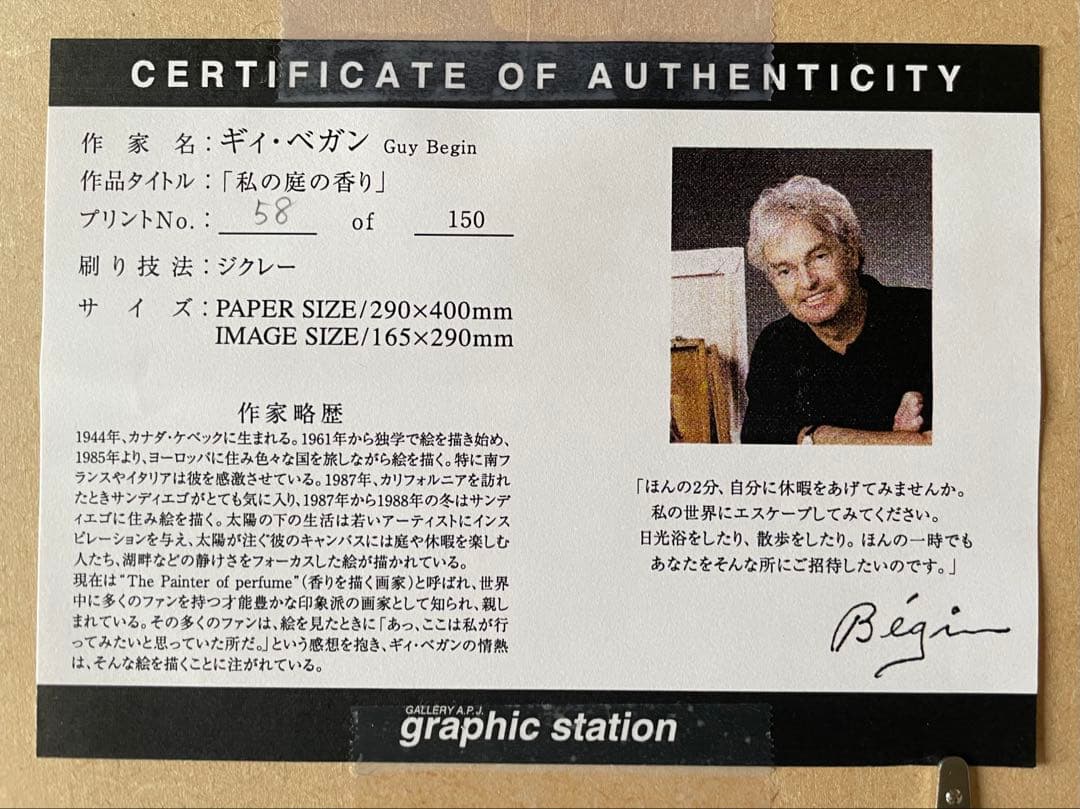 CERTIFICATE OF AUTHENTICITY
作家名：ギィ・ベガン Guy Begin
作品タイトル：「私の庭の香り」
プリントNo.： 58 of 150
刷り技法：ジクレー
サイズ：PAPER SIZE/290×400mm
IMAGE SIZE/165×290mm
作家略歴
1944年、カナダ・ケベックに生まれる。1961年から独学で絵を描き始め、
1985年より、ヨーロッパに住み色々な国を旅しながら絵を描く。特に南フ
ランスやイタリアは彼を感激させている。1987年、カリフォルニアを訪れ
たときサンディエゴがとても気に入り、1987年から1988年の冬はサンデ
ィエゴに住み絵を描く。太陽の下の生活は若いアーティストにインス
ピレーションを与え、太陽が注ぐ彼のキャンバスには庭や休暇を楽しむ
人たち、湖畔などの静けさをフォーカスした絵が描かれている。
現在は“The Painter of perfume”（香りを描く画家）と呼ばれ、世界
中に多くのファンを持つ才能豊かな印象派の画家として知られ、親し
まれている。その多くのファンは、絵を見たときに「あっ、ここは私が行
ってみたいと思っていた所だ。」という感想を抱き、ギィ・ベガンの情熱
は、そんな絵を描くことに注がれている。
「ほんの2分、自分に休暇をあげてみませんか。
私の世界にエスケープしてみてください。
日光浴をしたり、散歩をしたり。ほんの一時でも
あなたをそんな所にご招待したいのです。」
Bégin
GALLERY A.P.J.
graphic station